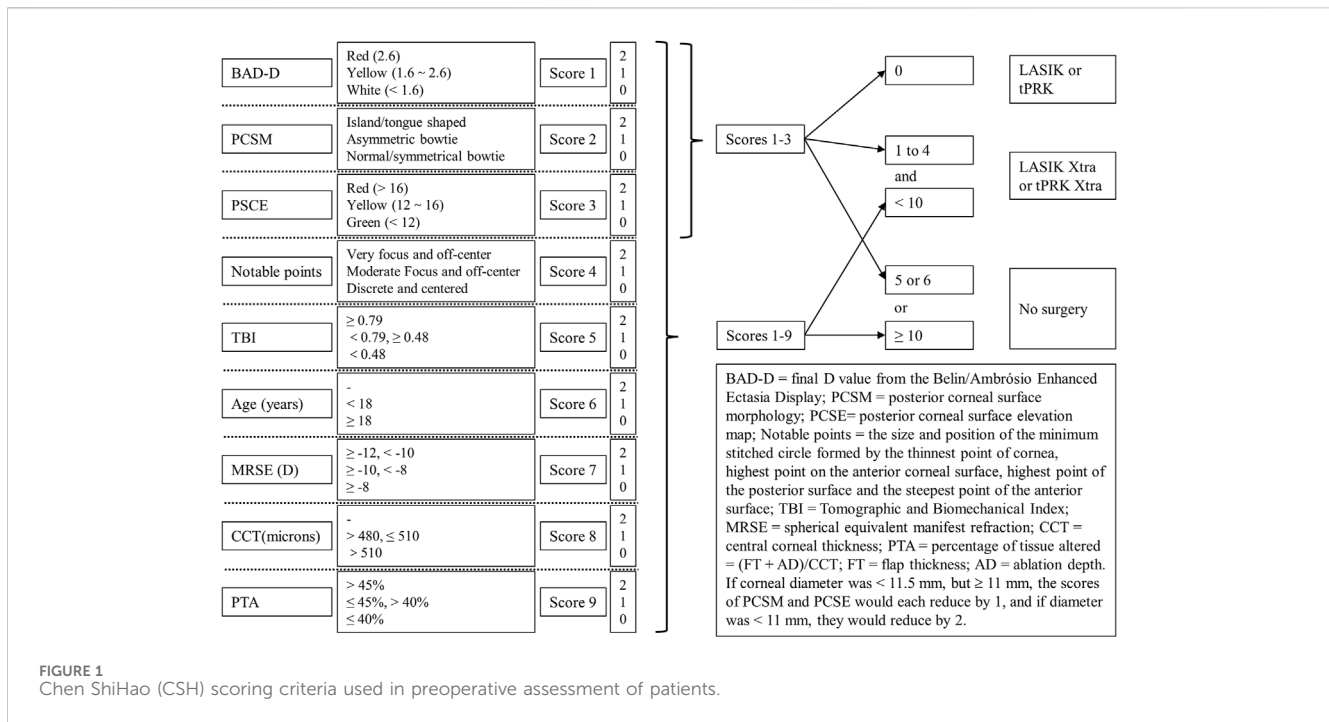 BAD-D
Red (2.6)
Yellow (1.6 ~ 2.6)
White (< 1.6)
Score 1
2
1
0
PCSM
Island/tongue shaped
Asymmetric bowtie
Normal/symmetrical bowtie
Score 2
2
1
0
PSCE
Red (> 16)
Yellow (12 ~ 16)
Green (< 12)
Score 3
2
1
0
Notable points
Very focus and off-center
Moderate Focus and off-center
Discrete and centered
Score 4
2
1
0
TBI
≥ 0.79
< 0.79, ≥ 0.48
< 0.48
Score 5
2
1
0
Age (years)
-
< 18
≥ 18
Score 6
2
1
0
MRSE (D)
≥ -12, < -10
≥ -10, < -8
≥ -8
Score 7
2
1
0
CCT(microns)
-
> 480, ≤ 510
> 510
Score 8
2
1
0
PTA
> 45%
≤ 45%, > 40%
≤ 40%
Score 9
2
1
0
Scores 1-3
Scores 1-9
0
1 to 4
and
< 10
5 or 6
or
≥ 10
LASIK or
tPRK
LASIK Xtra
or tPRK Xtra
No surgery
BAD-D = final D value from the Belin/Ambrósio Enhanced
Ectasia Display; PCSM = posterior corneal surface
morphology; PCSE= posterior corneal surface elevation
map; Notable points = the size and position of the minimum
stitched circle formed by the thinnest point of cornea,
highest point on the anterior corneal surface, highest point of
the posterior surface and the steepest point of the anterior
surface; TBI = Tomographic and Biomechanical Index;
MRSE = spherical equivalent manifest refraction; CCT =
central corneal thickness; PTA = percentage of tissue altered
= (FT + AD)/CCT; FT = flap thickness; AD = ablation depth.
If corneal diameter was < 11.5 mm, but ≥ 11 mm, the scores
of PCSM and PCSE would each reduce by 1, and if diameter
was < 11 mm, they would reduce by 2.
FIGURE 1
Chen ShiHao (CSH) scoring criteria used in preoperative assessment of patients.